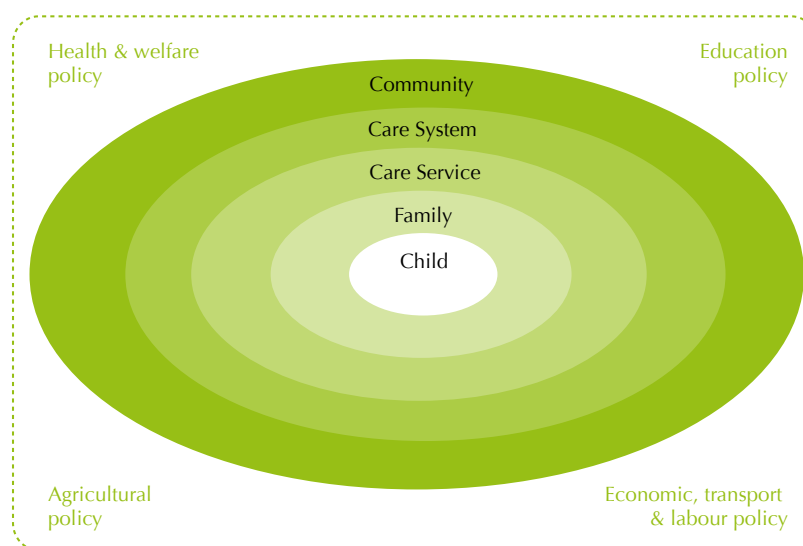 Health & welfare
policy
Education
policy
Community
Care System
Care Service
Family
Child
Agricultural
policy
Economic, transport
& labour policy